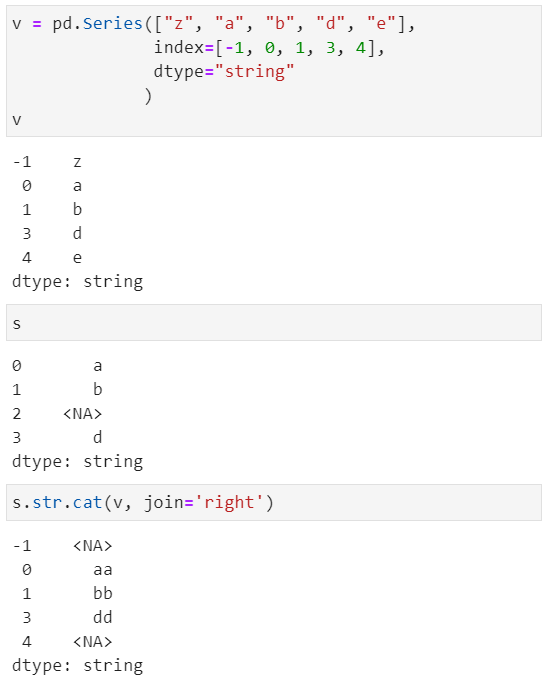 v = pd.Series(["z", "a", "b", "d", "e"],
              index=[-1, 0, 1, 3, 4],
              dtype="string"
             )
v
-1    z
 0    a
 1    b
 3    d
 4    e
dtype: string
s
0       a
1       b
2    <NA>
3       d
dtype: string
s.str.cat(v, join='right')
-1    <NA>
 0      aa
 1      bb
 3      dd
 4    <NA>
dtype: string